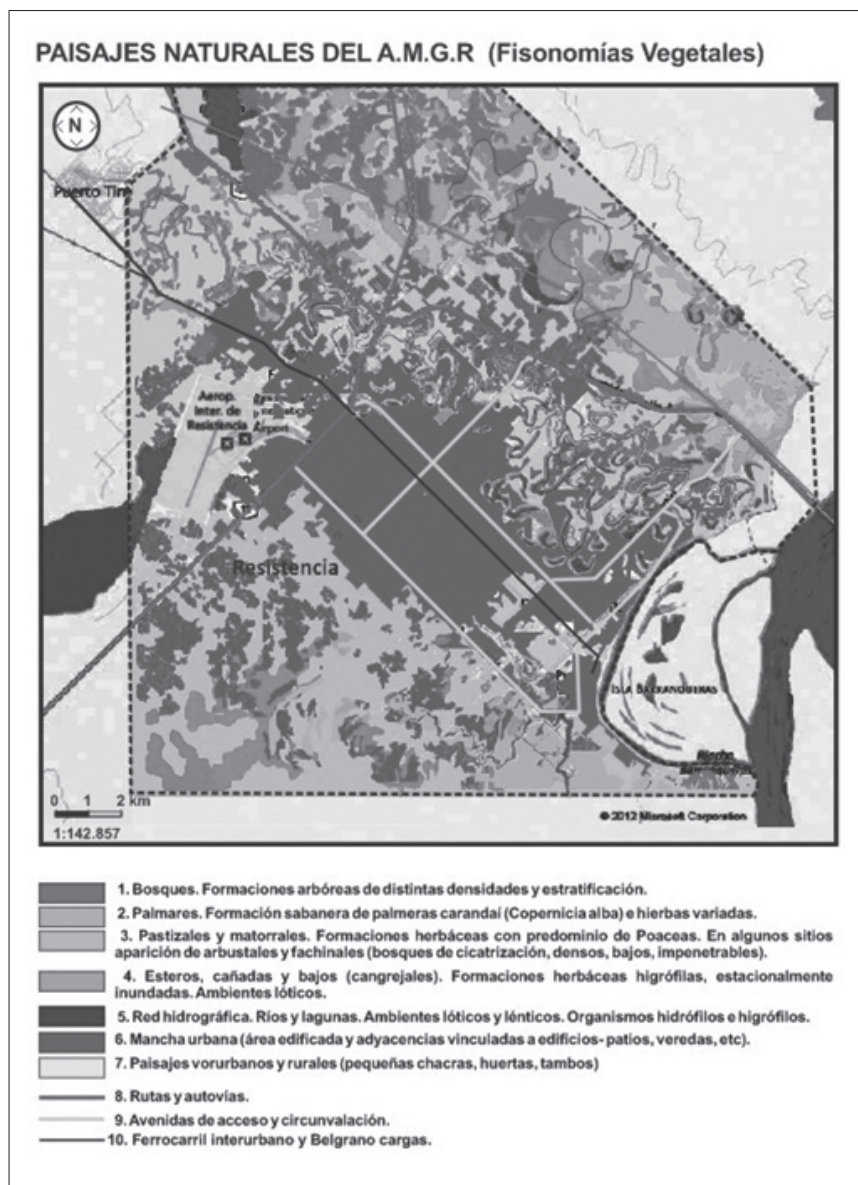 PAISAJES NATURALES DEL A.M.G.R (Fisonomías Vegetales)
N
Puerto Tir
Aerop.
Inter. de
Resistencia
Airport
Resistencia
ISLA BARRANQUERAS
Riacho
0 1 2 km
1:142.857
© 2012 Microsoft Corporation
1. Bosques. Formaciones arbóreas de distintas densidades y estratificación.
2. Palmares. Formación sabanera de palmeras carandaí (Copernicia alba) e hierbas variadas.
3. Pastizales y matorrales. Formaciones herbáceas con predominio de Poaceas. En algunos sitios
aparición de arbustales y fachinales (bosques de cicatrización, densos, bajos, impenetrables).
4. Esteros, cañadas y bajos (cangrejales). Formaciones herbáceas higrófilas, estacionalmente
inundadas. Ambientes lóticos.
5. Red hidrográfica. Ríos y lagunas. Ambientes lóticos y lénticos. Organismos hidrófilos e higrófilos.
6. Mancha urbana (área edificada y adyacencias vinculadas a edificios- patios, veredas, etc).
7. Paisajes vorurbanos y rurales (pequeñas chacras, huertas, tambos)
8. Rutas y autovías.
9. Avenidas de acceso y circunvalación.
10. Ferrocarril interurbano y Belgrano cargas.